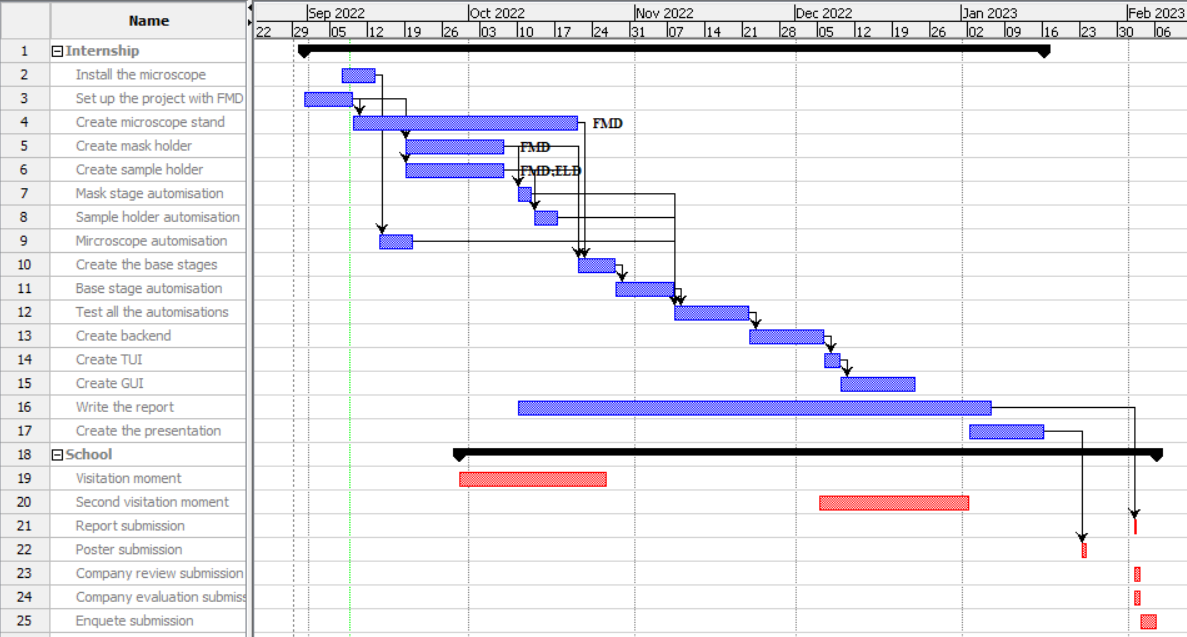 Name
Sep 2022 Oct 2022 Nov 2022 Dec 2022 Jan 2023 Feb 2023
22 29 05 12 19 26 03 10 17 24 31 07 14 21 28 05 12 19 26 02 09 16 23 30 06
1 Internship
2 Install the microscope
3 Set up the project with FMD
4 Create microscope stand FMD
5 Create mask holder FMD
6 Create sample holder FMD;ELD
7 Mask stage automisation
8 Sample holder automisation
9 Mircroscope automisation
10 Create the base stages
11 Base stage automisation
12 Test all the automisations
13 Create backend
14 Create TUI
15 Create GUI
16 Write the report
17 Create the presentation
18 School
19 Visitation moment
20 Second visitation moment
21 Report submission
22 Poster submission
23 Company review submission
24 Company evaluation submiss
25 Enquete submission